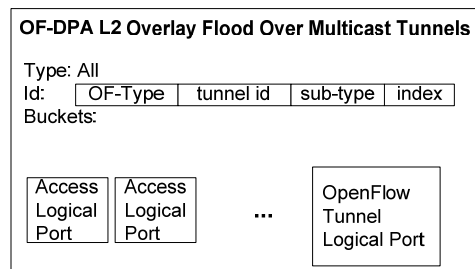 OF-DPA L2 Overlay Flood Over Multicast Tunnels
Type: All
Id: OF-Type tunnel id sub-type index
Buckets:
Access Logical Port
Access Logical Port
...
OpenFlow Tunnel Logical Port